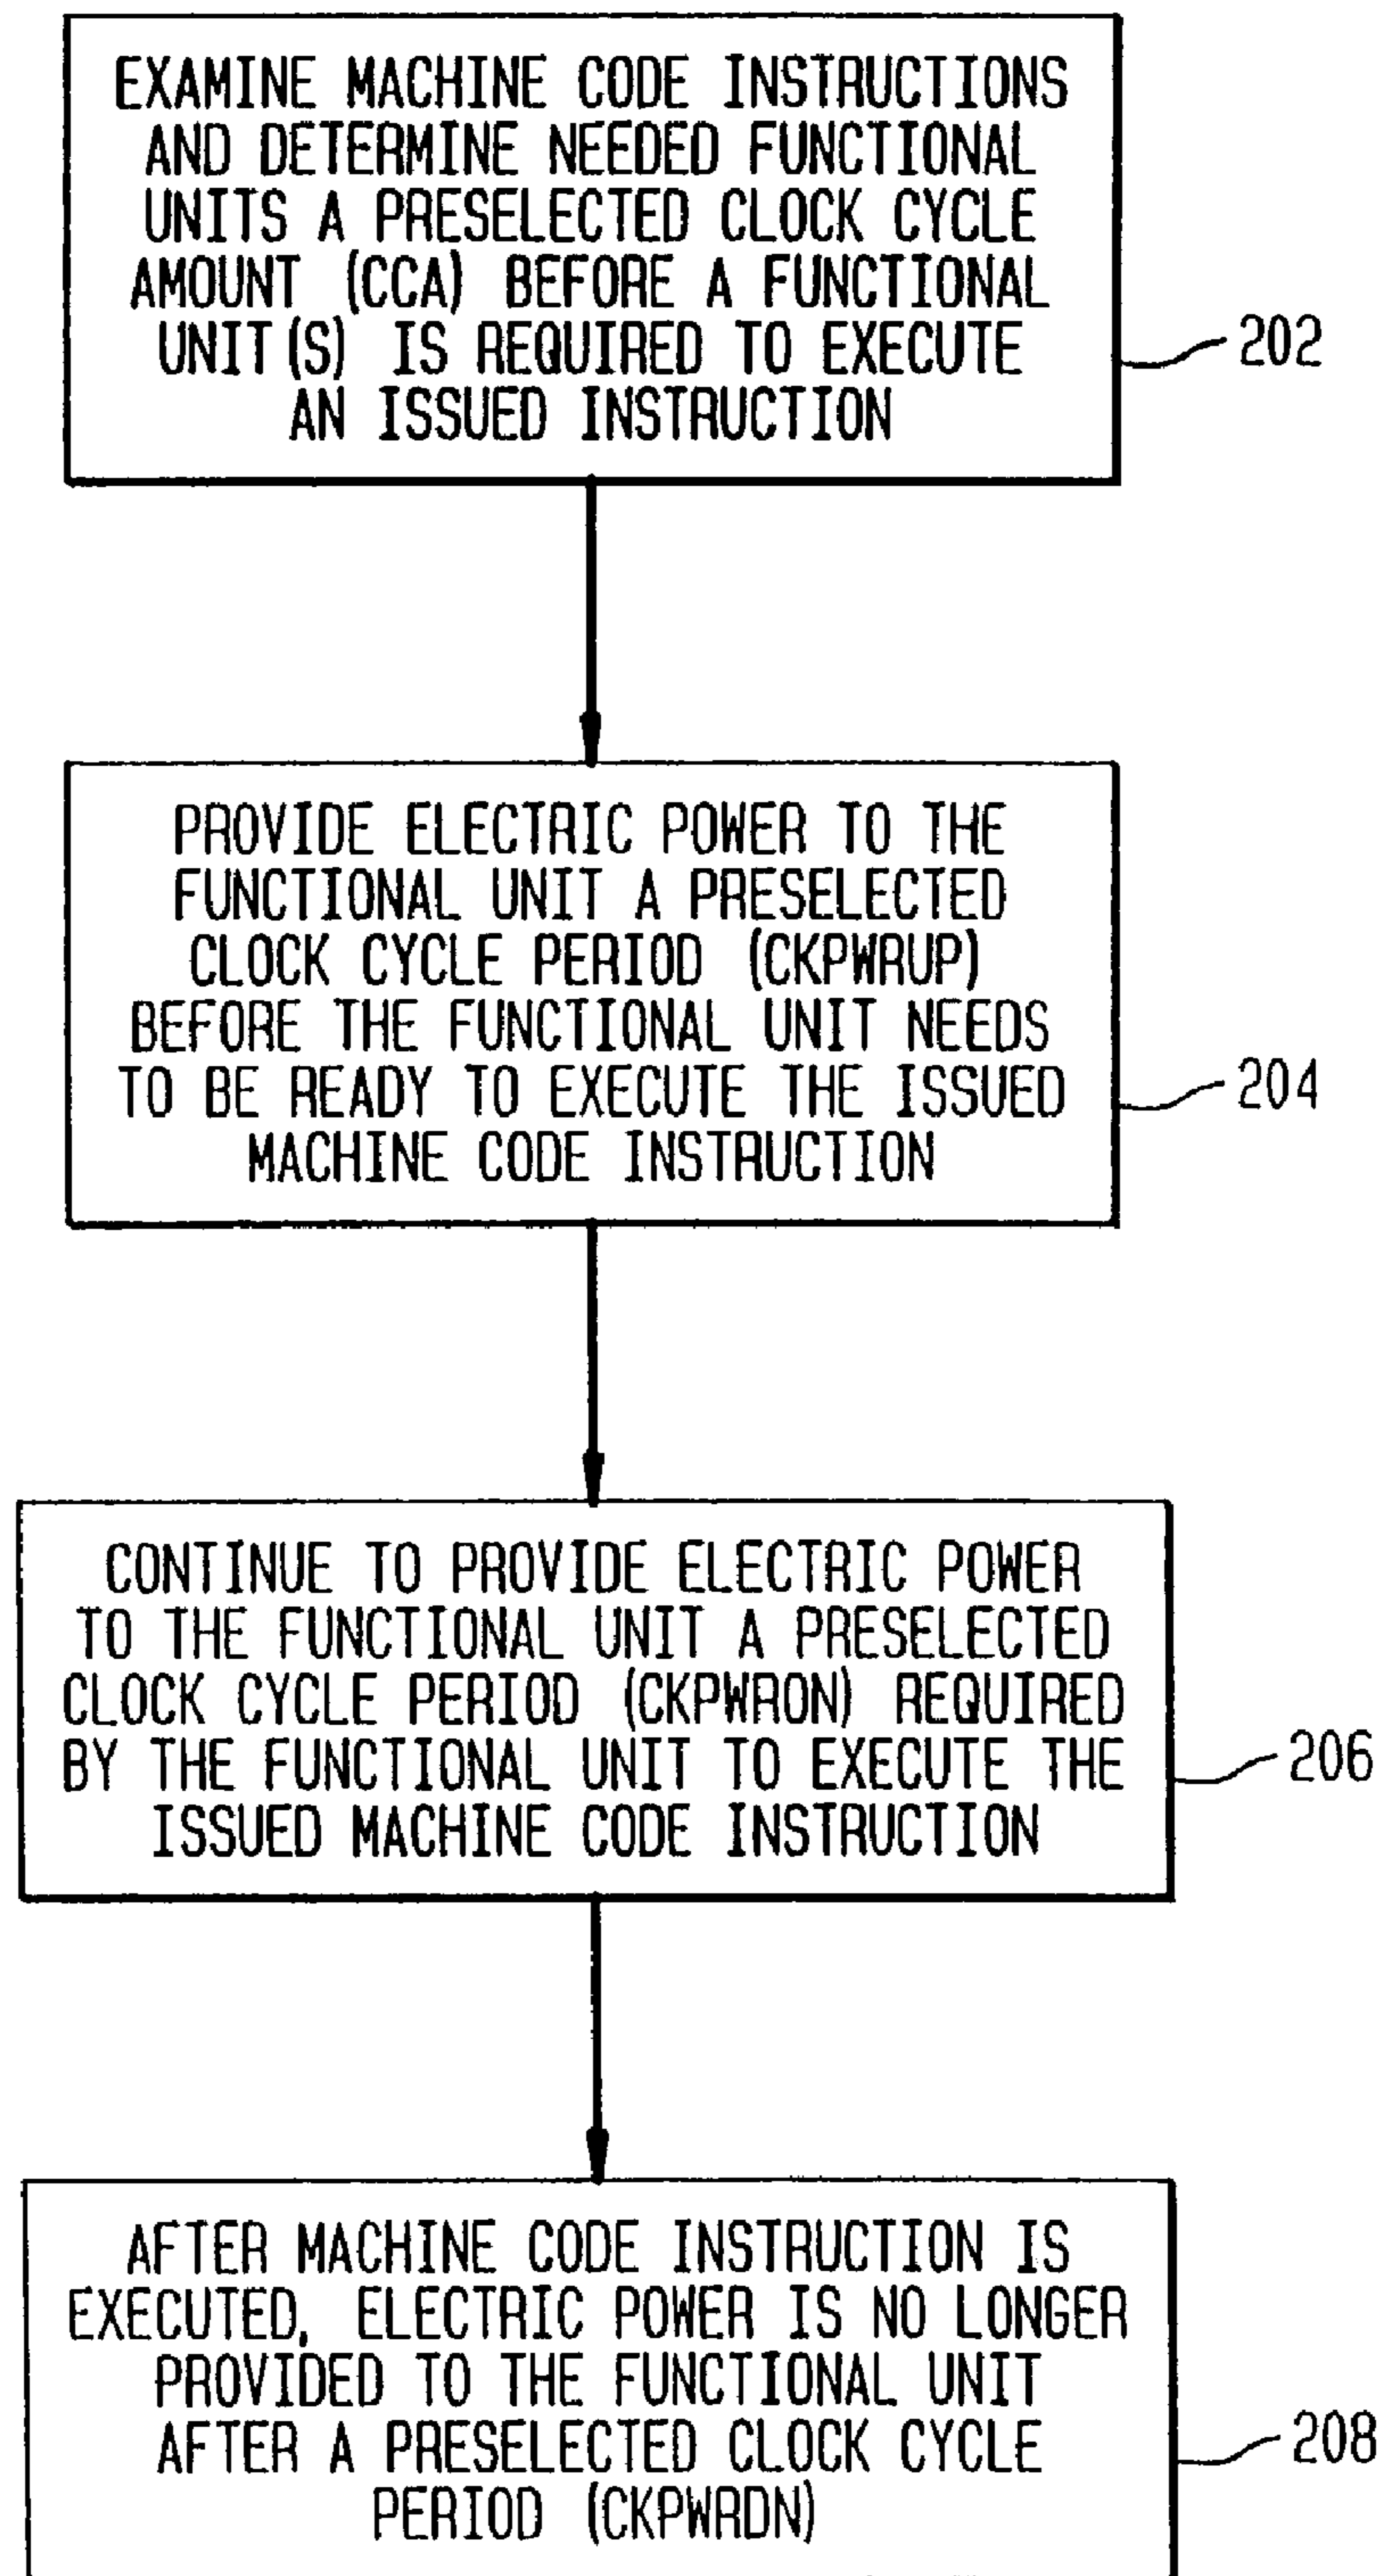 EXAMINE MACHINE CODE INSTRUCTIONS
AND DETERMINE NEEDED FUNCTIONAL
UNITS A PRESELECTED CLOCK CYCLE
AMOUNT (CCA) BEFORE A FUNCTIONAL
UNIT(S) IS REQUIRED TO EXECUTE
AN ISSUED INSTRUCTION
202
PROVIDE ELECTRIC POWER TO THE
FUNCTIONAL UNIT A PRESELECTED
CLOCK CYCLE PERIOD (CKPWRUP)
BEFORE THE FUNCTIONAL UNIT NEEDS
TO BE READY TO EXECUTE THE ISSUED
MACHINE CODE INSTRUCTION
204
CONTINUE TO PROVIDE ELECTRIC POWER
TO THE FUNCTIONAL UNIT A PRESELECTED
CLOCK CYCLE PERIOD (CKPWRON) REQUIRED
BY THE FUNCTIONAL UNIT TO EXECUTE THE
ISSUED MACHINE CODE INSTRUCTION
206
AFTER MACHINE CODE INSTRUCTION IS
EXECUTED, ELECTRIC POWER IS NO LONGER
PROVIDED TO THE FUNCTIONAL UNIT
AFTER A PRESELECTED CLOCK CYCLE
PERIOD (CKPWRDN)
208